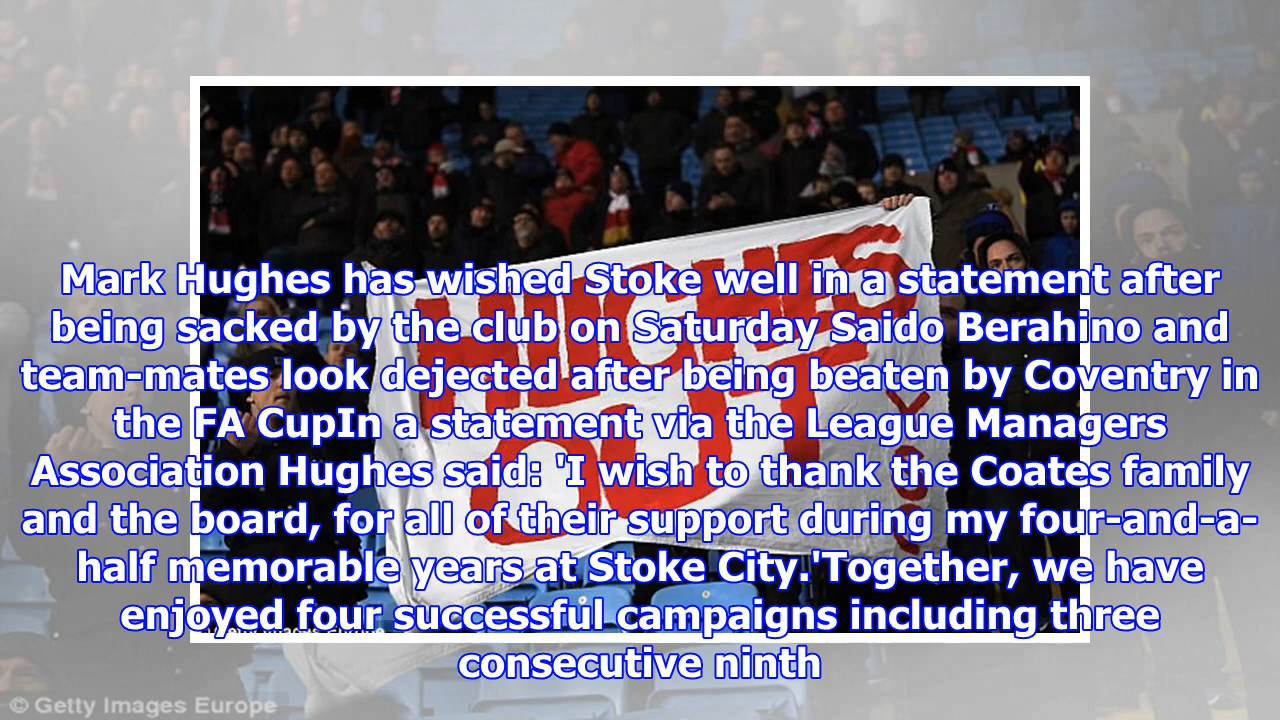 Mark Hughes has wished Stoke well in a statement after
being sacked by the club on Saturday Saido Berahino and
team-mates look dejected after being beaten by Coventry in
the FA CupIn a statement via the League Managers
Association Hughes said: 'I wish to thank the Coates family
and the board, for all of their support during my four-and-a-
half memorable years at Stoke City.'Together, we have
enjoyed four successful campaigns including three
consecutive ninth
HUGHES
OUT
© Getty Images Europe